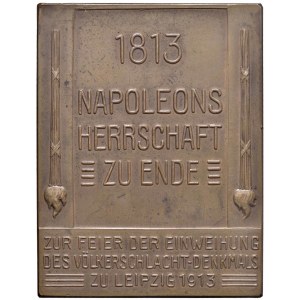 1813
NAPOLEONS
HERRSCHAFT
ZU ENDE
ZUR FEIER DER EINWEIHUNG
DES VÖLKERSCHLACHT-DENKMALS
ZU LEIPZIG 1913